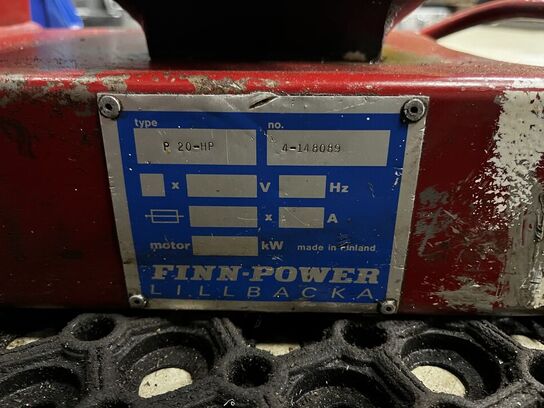 type no.
P 20-HP 4-148089
x V Hz
x A
motor kW made in Finland
FINN-POWER
LILLBACKA